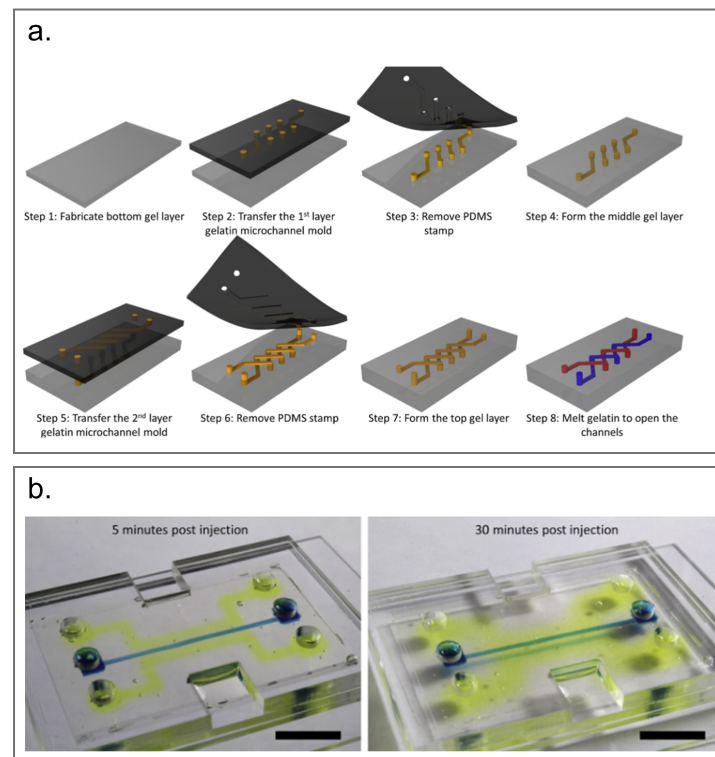 a.
Step 1: Fabricate bottom gel layer
Step 2: Transfer the 1st layer
gelatin microchannel mold
Step 3: Remove PDMS
stamp
Step 4: Form the middle gel layer
Step 5: Transfer the 2nd layer
gelatin microchannel mold
Step 6: Remove PDMS stamp
Step 7: Form the top gel layer
Step 8: Melt gelatin to open the
channels
b.
5 minutes post injection
30 minutes post injection